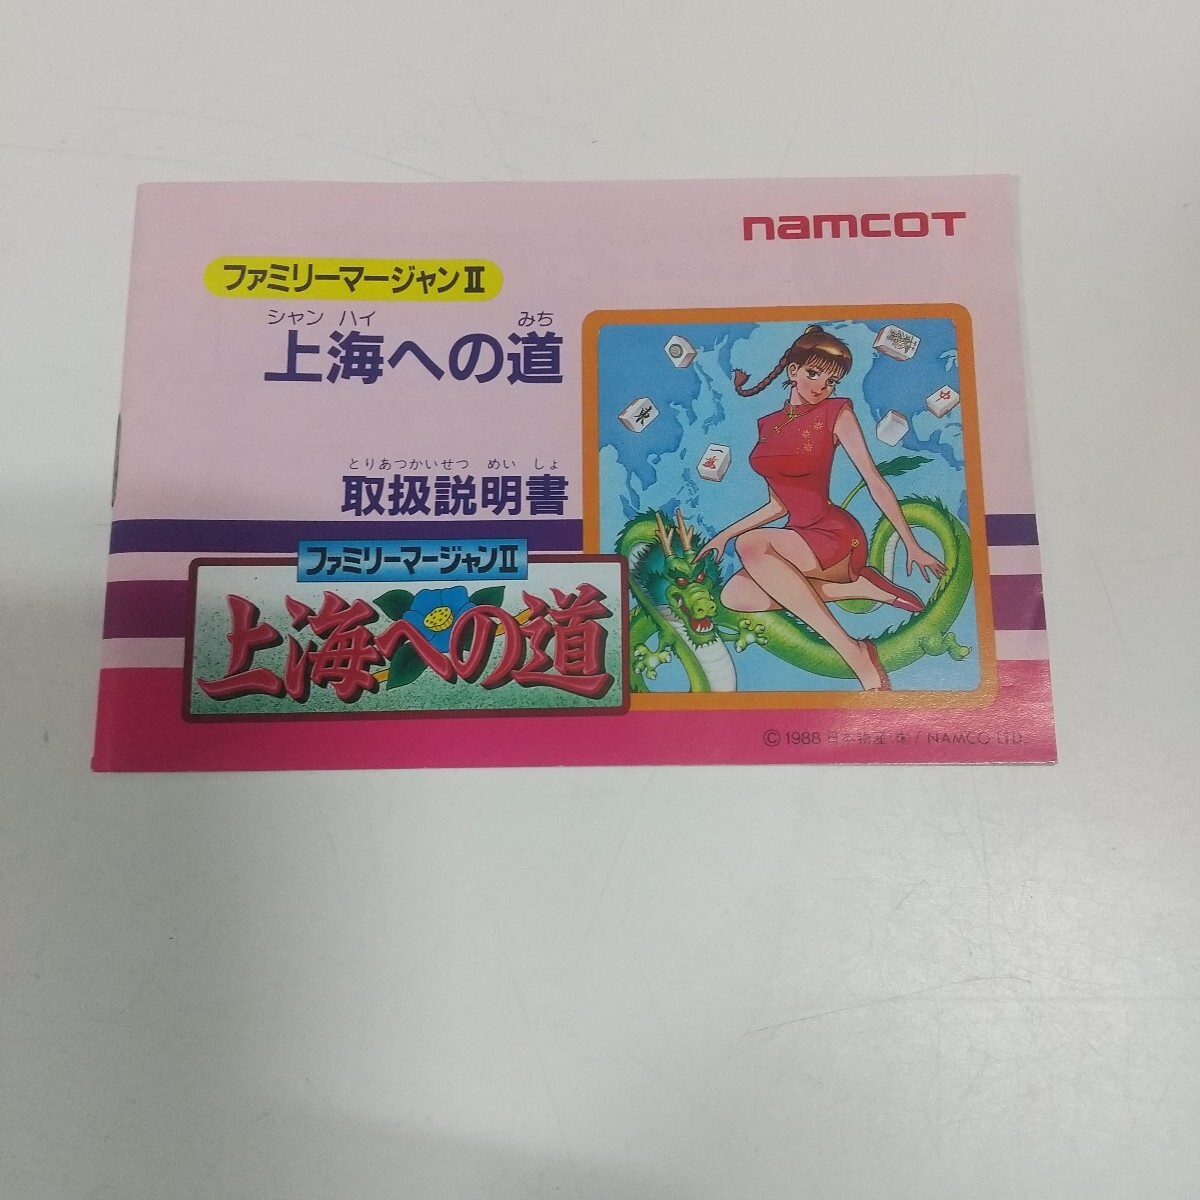 namcoT
ファミリーマージャンⅡ
シャン ハイ みち
上海への道
とりあつかいせつ めい しょ
取扱説明書
ファミリーマージャンⅡ
上海への道
東
一萬
中
© 1988 日本物産(株) / NAMCO LTD.